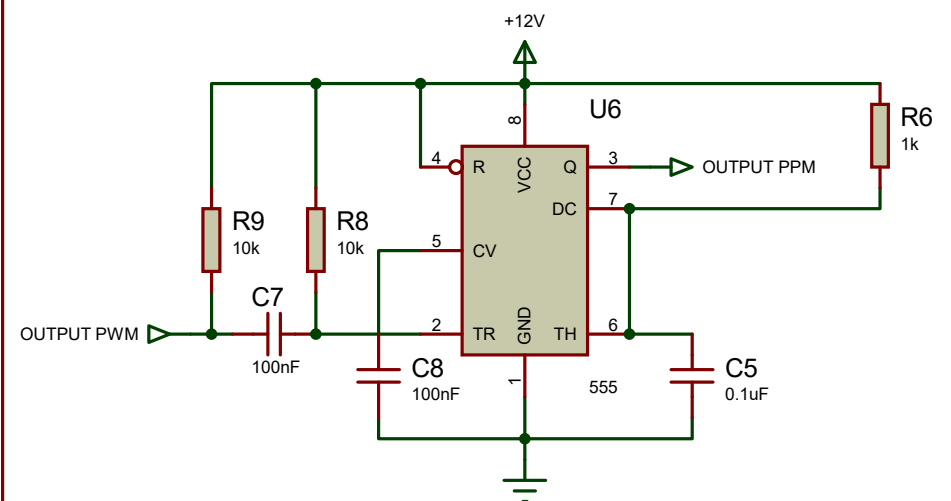 +12V
U6
R6
1k
8
VCC
4
R
Q
3
OUTPUT PPM
DC
7
R9
10k
R8
10k
5
CV
C7
100nF
OUTPUT PWM
2
TR
GND
TH
6
1
C8
100nF
555
C5
0.1uF